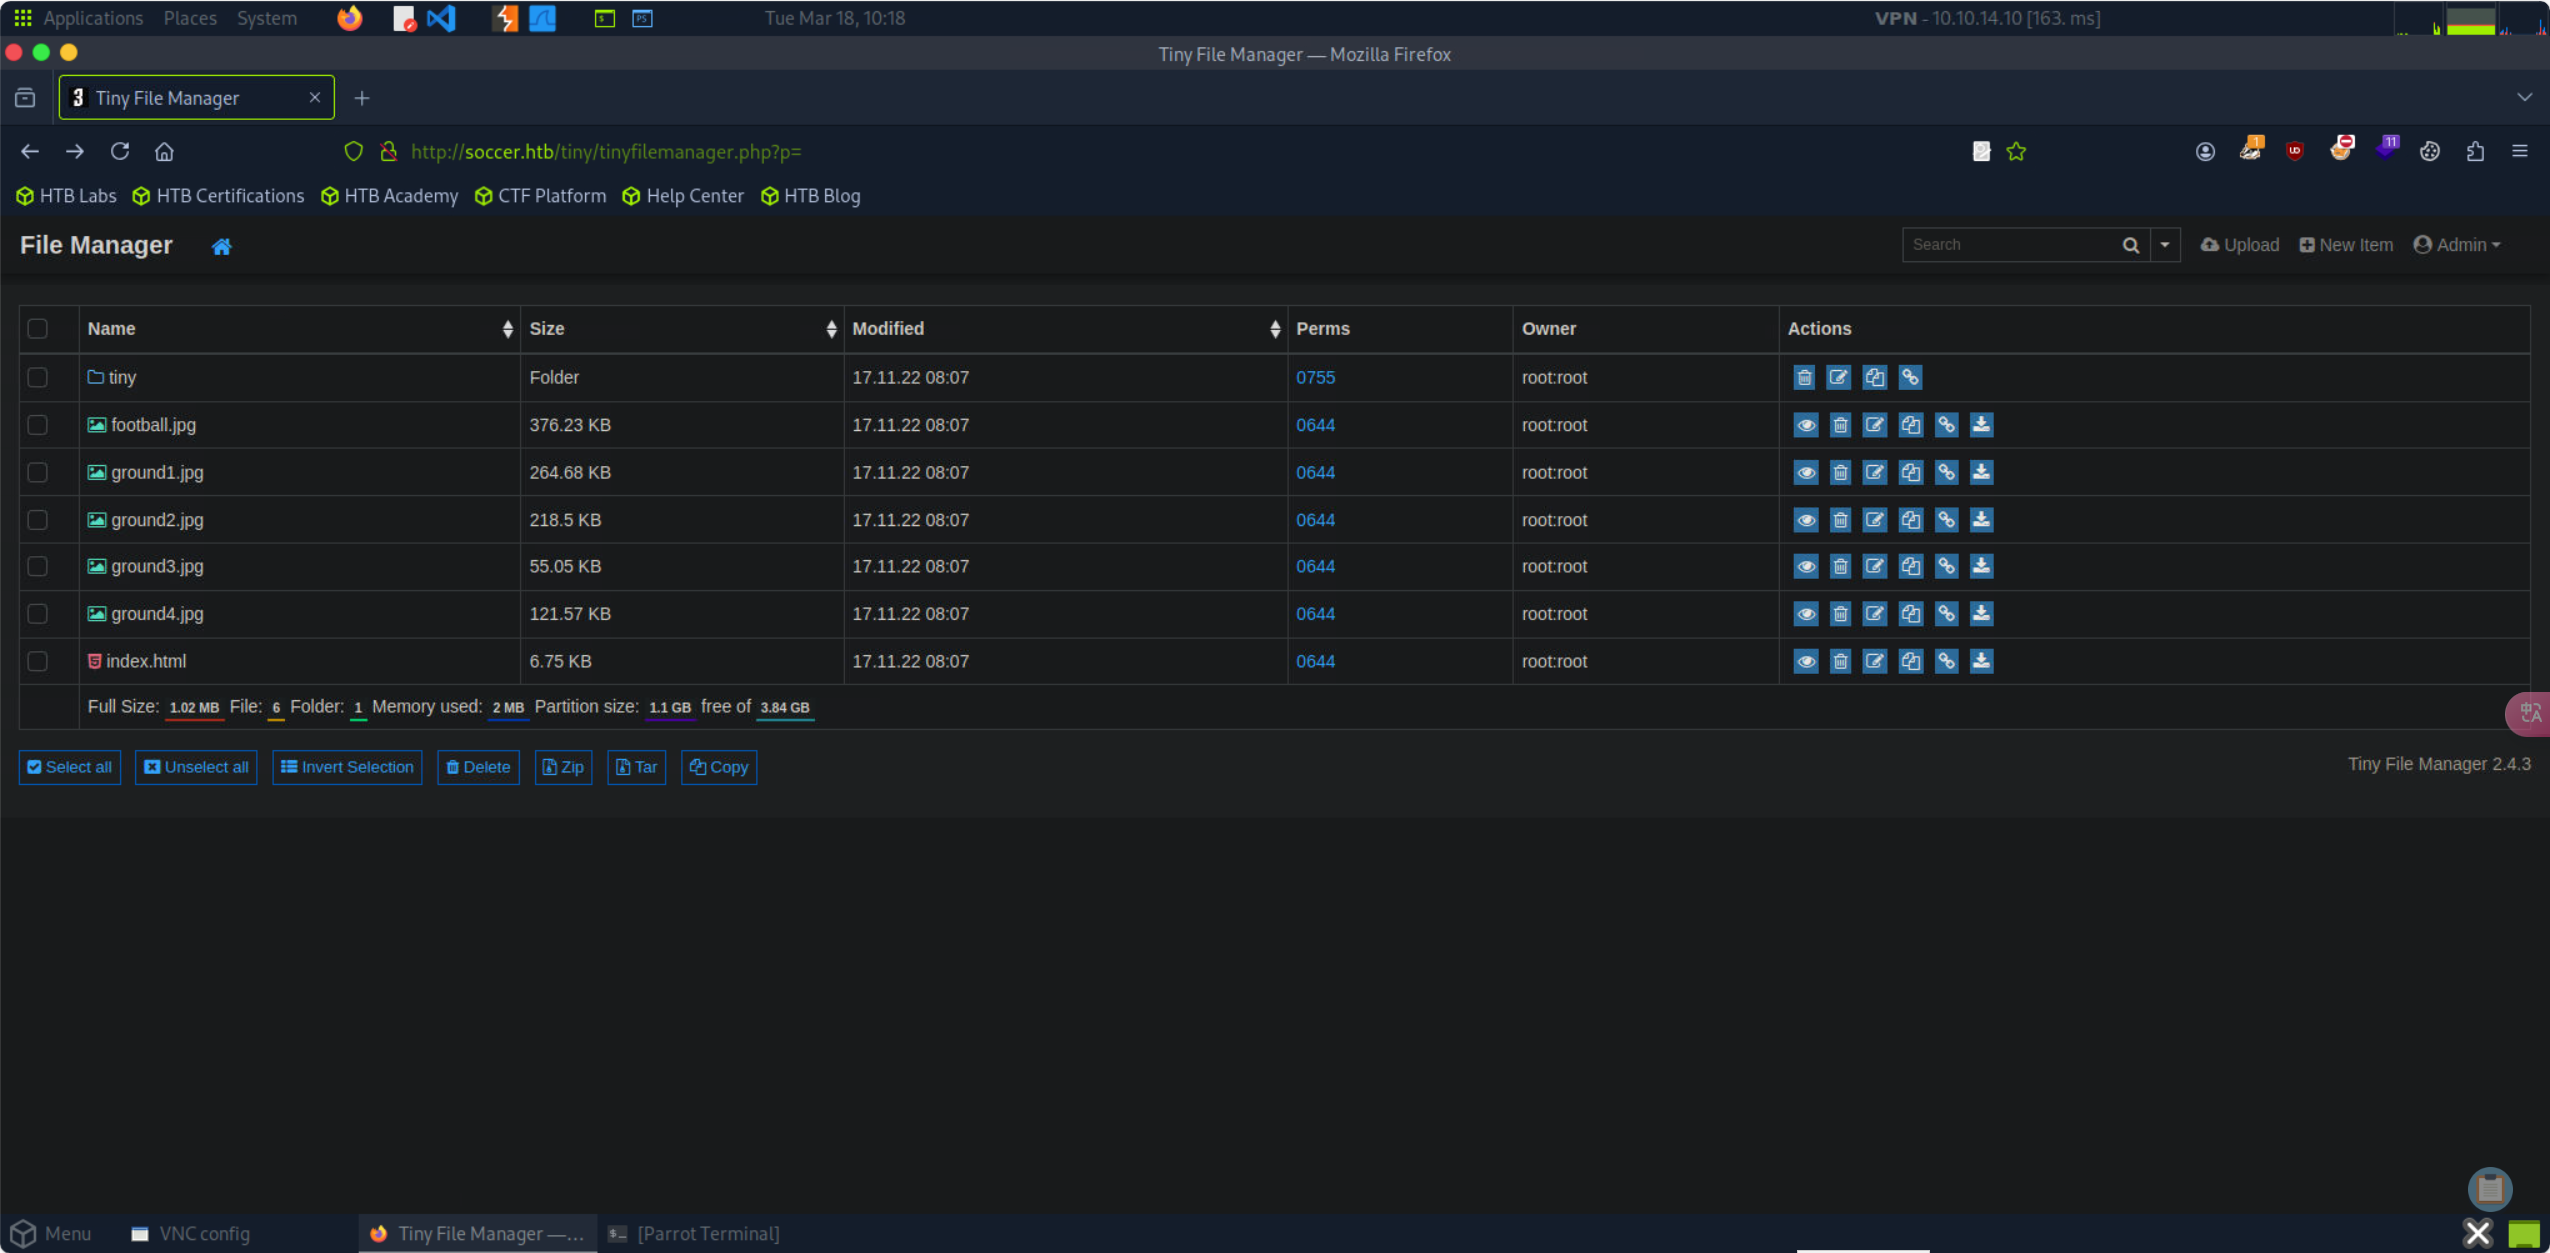 Applications Places System Tue Mar 18, 10:18 VPN - 10.10.14.10 [163. ms]
Tiny File Manager — Mozilla Firefox
Tiny File Manager
http://soccer.htb/tiny/tinyfilemanager.php?p= 1 UD 11
HTB Labs HTB Certifications HTB Academy CTF Platform Help Center HTB Blog
File Manager Search Upload New Item Admin
Name Size Modified Perms Owner Actions
tiny Folder 17.11.22 08:07 0755 root:root
football.jpg 376.23 KB 17.11.22 08:07 0644 root:root
ground1.jpg 264.68 KB 17.11.22 08:07 0644 root:root
ground2.jpg 218.5 KB 17.11.22 08:07 0644 root:root
ground3.jpg 55.05 KB 17.11.22 08:07 0644 root:root
ground4.jpg 121.57 KB 17.11.22 08:07 0644 root:root
index.html 6.75 KB 17.11.22 08:07 0644 root:root
Full Size: 1.02 MB File: 6 Folder: 1 Memory used: 2 MB Partition size: 1.1 GB free of 3.84 GB
中A
Select all Unselect all Invert Selection Delete Zip Tar Copy Tiny File Manager 2.4.3
Menu VNC config Tiny File Manager —... [Parrot Terminal]